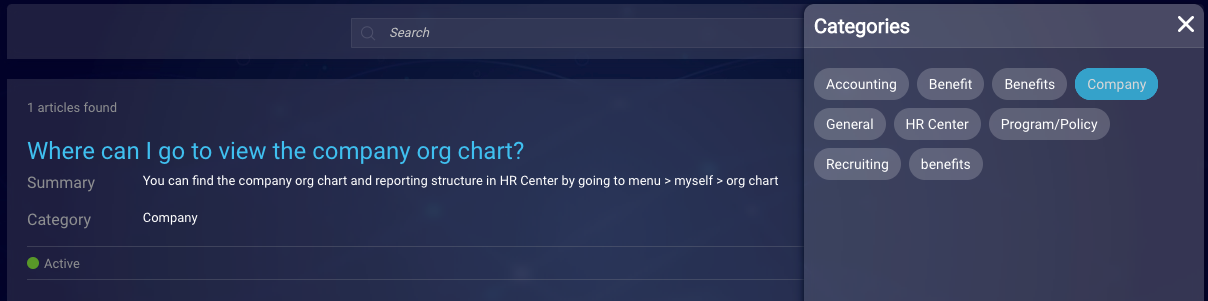 Search
1 articles found
Where can I go to view the company org chart?
Summary You can find the company org chart and reporting structure in HR Center by going to menu > myself > org chart
Category Company
Active
Categories
Accounting Benefit Benefits Company
General HR Center Program/Policy
Recruiting benefits